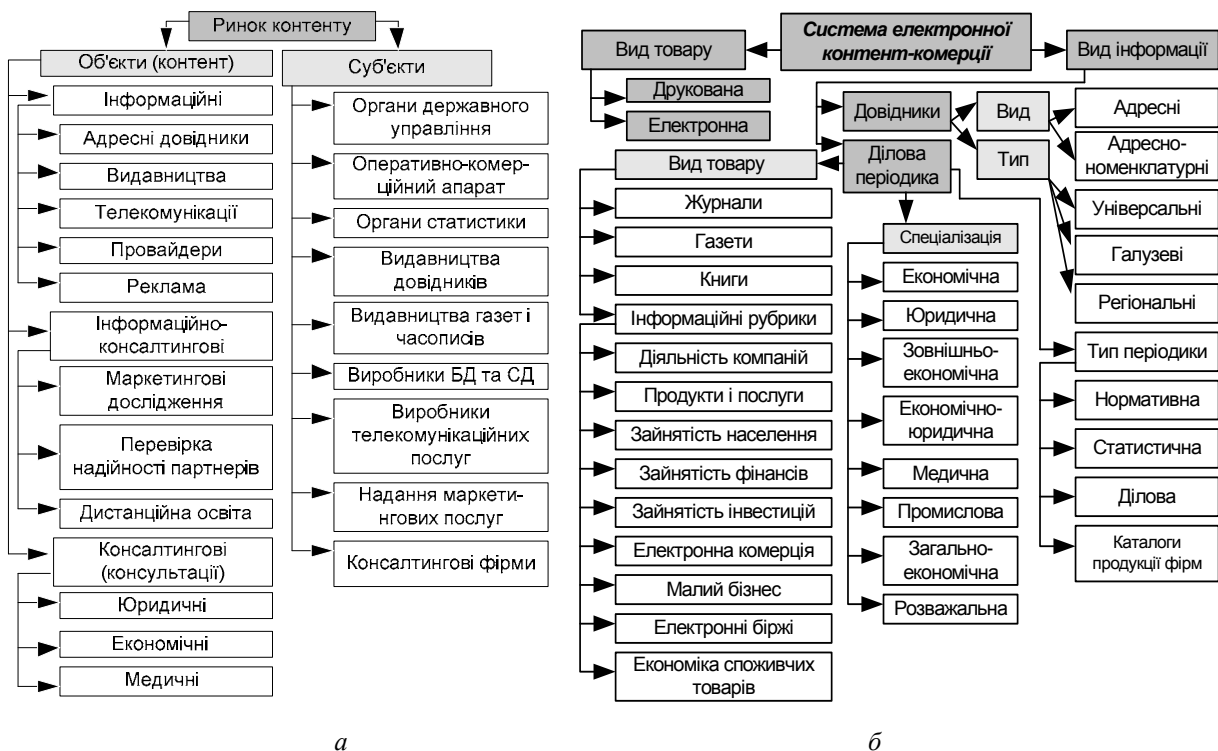 Ринок контенту
Об'єкти (контент)
Інформаційні
Адресні довідники
Видавництва
Телекомунікації
Провайдери
Реклама
Інформаційно-
консалтингові
Маркетингові
дослідження
Перевірка
надійності партнерів
Дистанційна освіта
Консалтингові
(консультації)
Юридичні
Економічні
Медичні
Суб'єкти
Органи державного
управління
Оперативно-комер-
ційний апарат
Органи статистики
Видавництва
довідників
Видавництва газет і
часописів
Виробники БД та СД
Виробники
телекомунікаційних
послуг
Надання маркети-
нгових послуг
Консалтингові фірми
а
Система електронної
контент-комерції
Вид товару
Друкована
Електронна
Вид інформації
Довідники
Вид
Тип
Адресні
Адресно-
номенклатурні
Універсальні
Галузеві
Регіональні
Ділова
періодика
Вид товару
Журнали
Газети
Книги
Інформаційні рубрики
Діяльність компаній
Продукти і послуги
Зайнятість населення
Зайнятість фінансів
Зайнятість інвестицій
Електронна комерція
Малий бізнес
Електронні біржі
Економіка споживчих
товарів
Спеціалізація
Економічна
Юридична
Зовнішньо-
економічна
Економічно-
юридична
Медична
Промислова
Загально-
економічна
Розважальна
Тип періодики
Нормативна
Статистична
Ділова
Каталоги
продукції фірм
б